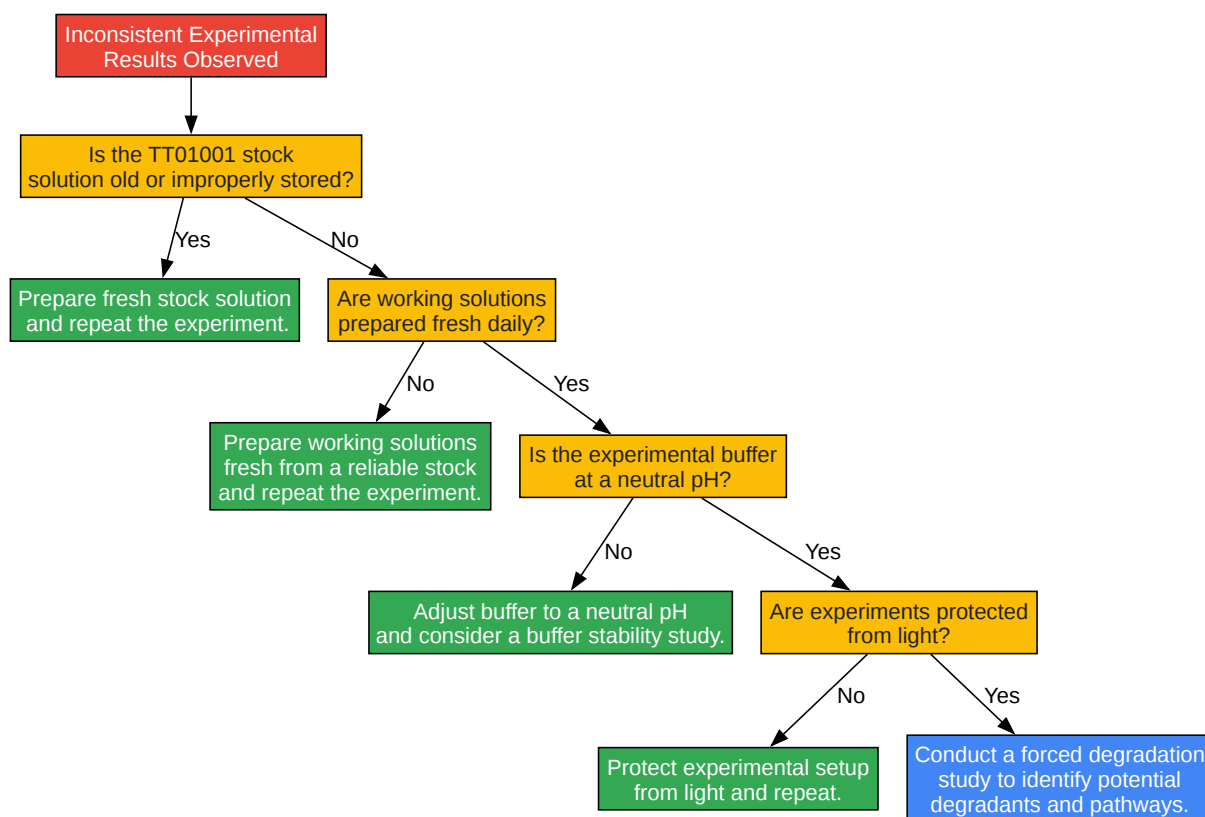 Inconsistent Experimental
Results Observed
Is the TT01001 stock
solution old or improperly stored?
Yes
No
Prepare fresh stock solution
and repeat the experiment.
Are working solutions
prepared fresh daily?
No
Yes
Prepare working solutions
fresh from a reliable stock
and repeat the experiment.
Is the experimental buffer
at a neutral pH?
No
Yes
Adjust buffer to a neutral pH
and consider a buffer stability study.
Are experiments protected
from light?
No
Yes
Protect experimental setup
from light and repeat.
Conduct a forced degradation
study to identify potential
degradants and pathways.